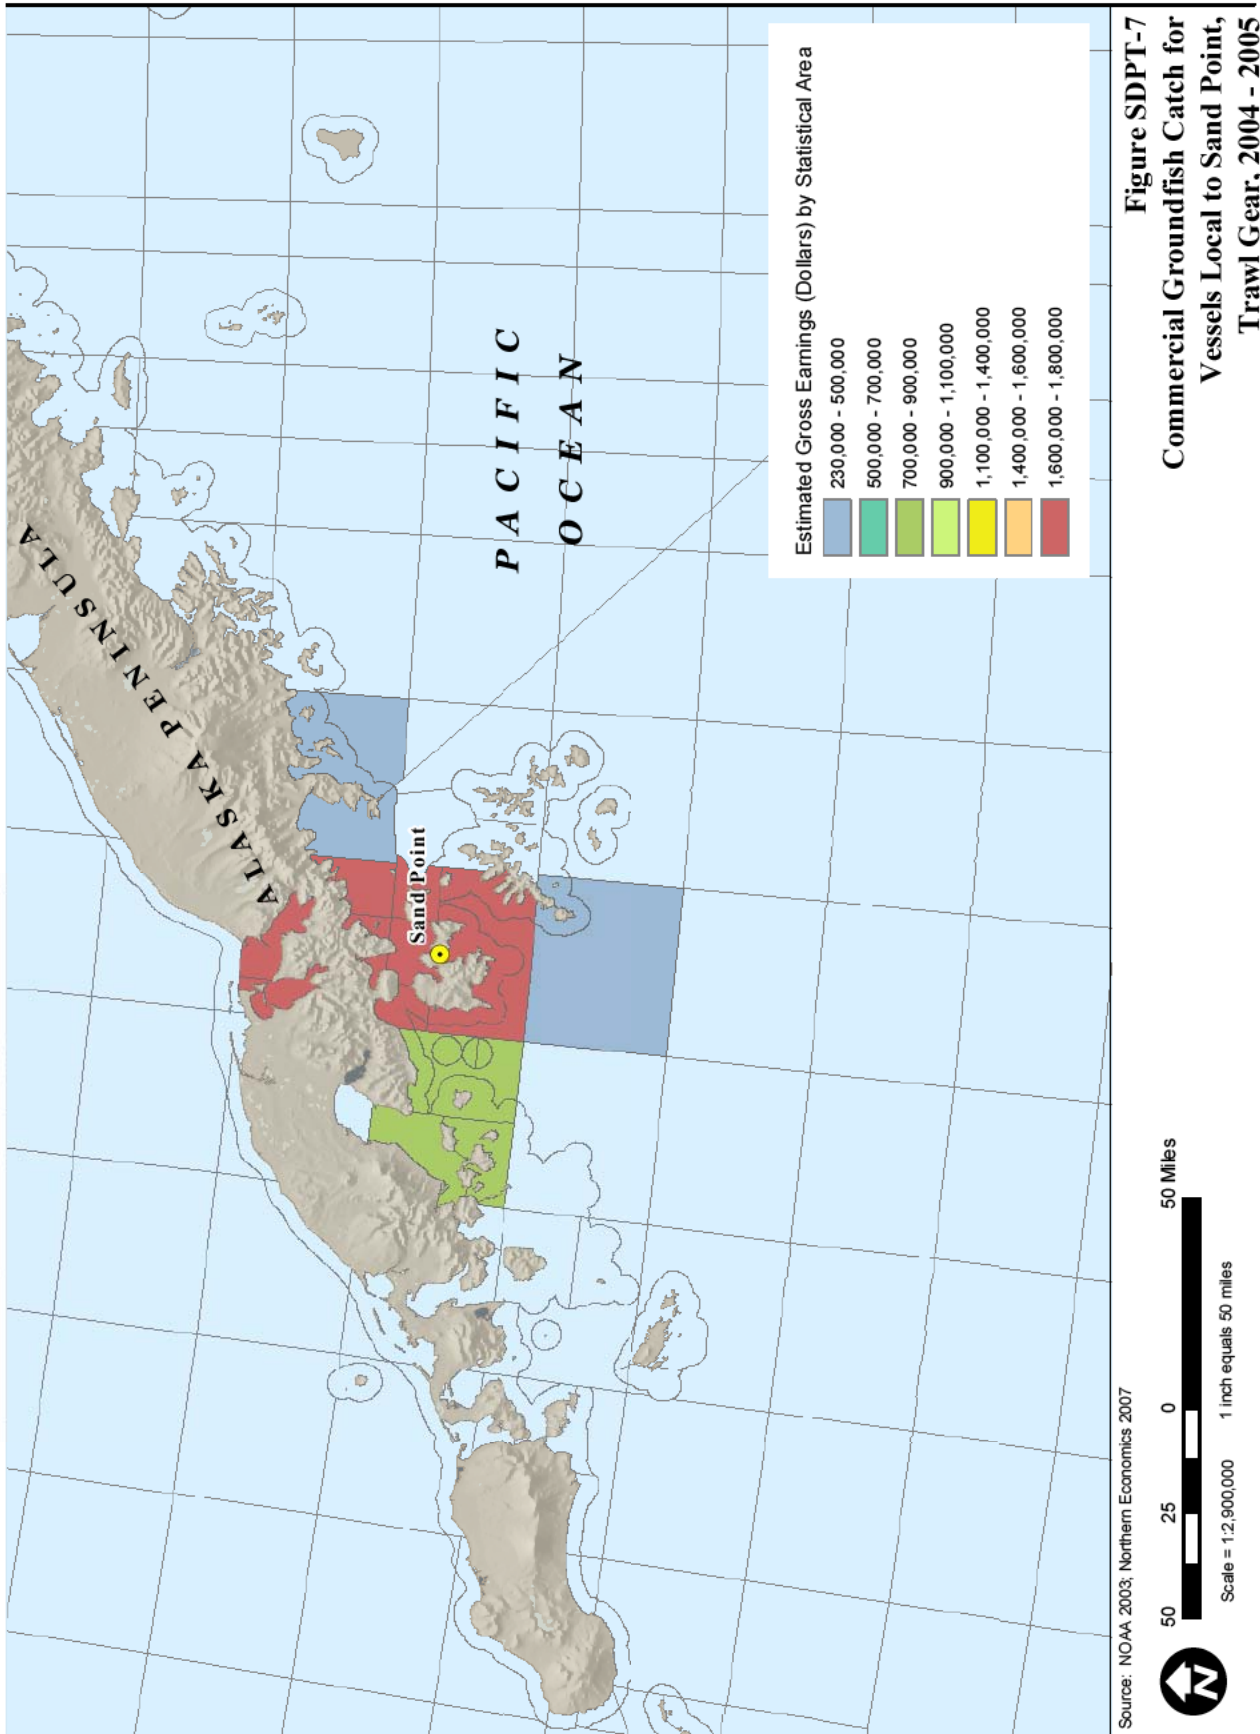 ALASKA PENINSULA
Sand Point
PACIFIC
OCEAN
Estimated Gross Earnings (Dollars) by Statistical Area
230,000 - 500,000
500,000 - 700,000
700,000 - 900,000
900,000 - 1,100,000
1,100,000 - 1,400,000
1,400,000 - 1,600,000
1,600,000 - 1,800,000
Source: NOAA 2003; Northern Economics 2007
N
50 25 0 50 Miles
Scale = 1:2,900,000 1 inch equals 50 miles
Figure SDPT-7
Commercial Groundfish Catch for
Vessels Local to Sand Point,
Trawl Gear, 2004 - 2005